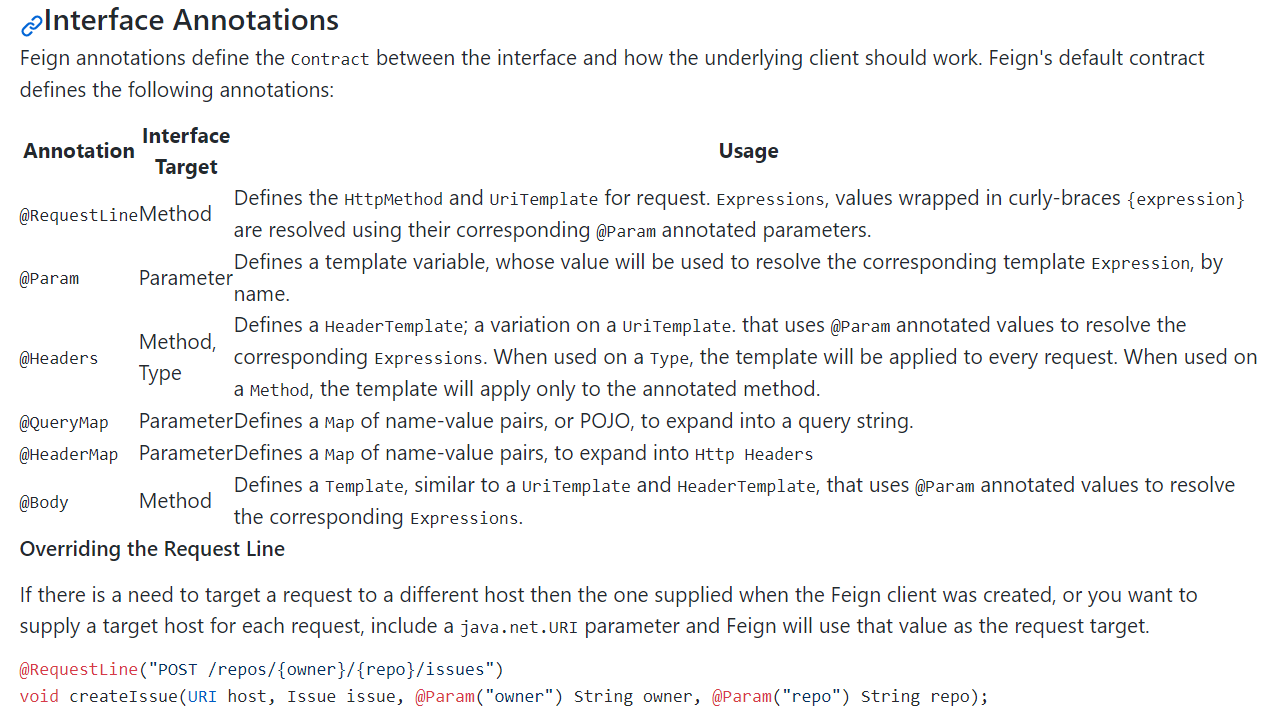 Interface Annotations
Feign annotations define the Contract between the interface and how the underlying client should work. Feign's default contract
defines the following annotations:
Annotation Interface Target Usage
@RequestLine Method Defines the HttpMethod and UriTemplate for request. Expressions, values wrapped in curly-braces {expression}
are resolved using their corresponding @Param annotated parameters.
@Param Parameter Defines a template variable, whose value will be used to resolve the corresponding template Expression, by
name.
@Headers Method, Type Defines a HeaderTemplate; a variation on a UriTemplate. that uses @Param annotated values to resolve the
corresponding Expressions. When used on a Type, the template will be applied to every request. When used on
a Method, the template will apply only to the annotated method.
@QueryMap Parameter Defines a Map of name-value pairs, or POJO, to expand into a query string.
@HeaderMap Parameter Defines a Map of name-value pairs, to expand into Http Headers
@Body Method Defines a Template, similar to a UriTemplate and HeaderTemplate, that uses @Param annotated values to resolve
the corresponding Expressions.
Overriding the Request Line
If there is a need to target a request to a different host then the one supplied when the Feign client was created, or you want to
supply a target host for each request, include a java.net.URI parameter and Feign will use that value as the request target.
@RequestLine("POST /repos/{owner}/{repo}/issues")
void createIssue(URI host, Issue issue, @Param("owner") String owner, @Param("repo") String repo);